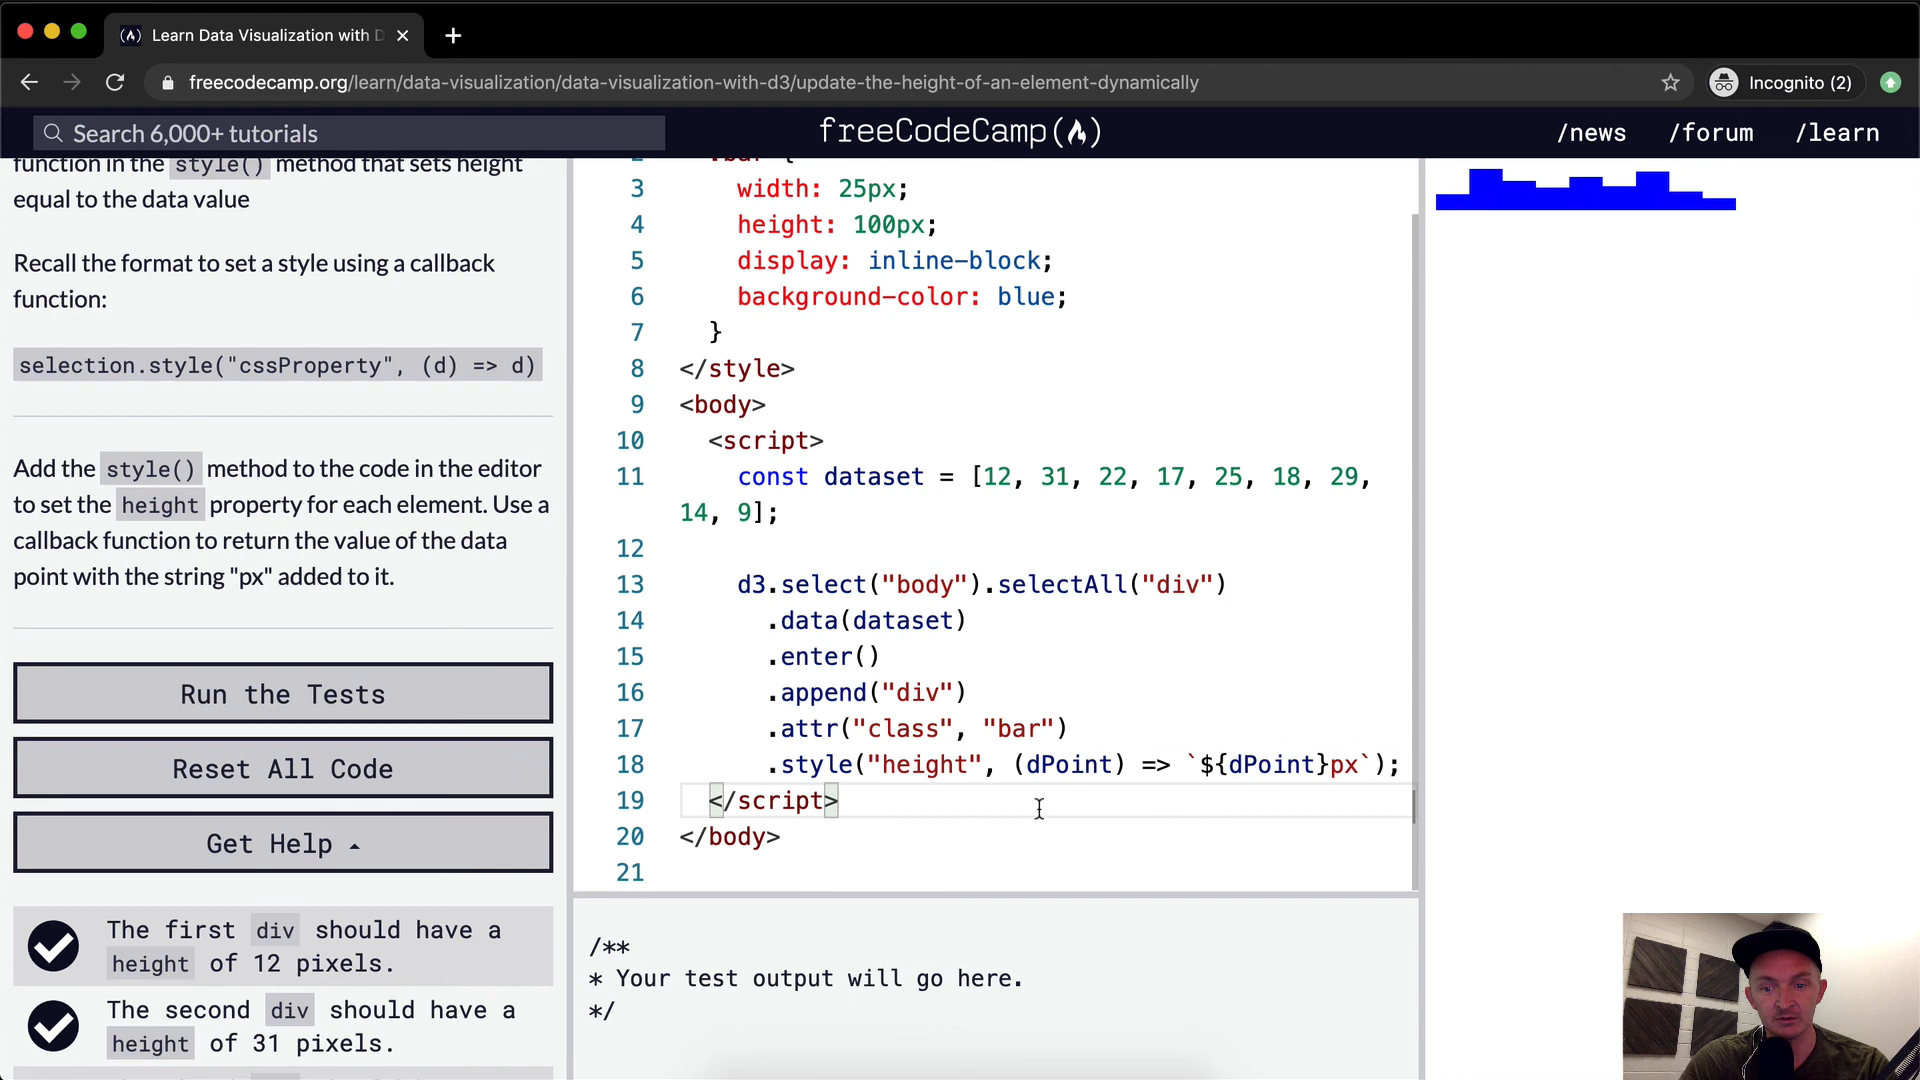 Learn Data Visualization with D
freecodecamp.org/learn/data-visualization/data-visualization-with-d3/update-the-height-of-an-element-dynamically
Incognito (2)
Search 6,000+ tutorials
freeCodeCamp
/news
/forum
/learn
function in the style() method that sets height
equal to the data value
Recall the format to set a style using a callback
function:
selection.style("cssProperty", (d) => d)
Add the style() method to the code in the editor
to set the height property for each element. Use a
callback function to return the value of the data
point with the string "px" added to it.
Run the Tests
Reset All Code
Get Help
The first div should have a
height of 12 pixels.
The second div should have a
height of 31 pixels.
2 .bar {
3 width: 25px;
4 height: 100px;
5 display: inline-block;
6 background-color: blue;
7 }
8 </style>
9 <body>
10 <script>
11 const dataset = [12, 31, 22, 17, 25, 18, 29,
14, 9];
12
13 d3.select("body").selectAll("div")
14 .data(dataset)
15 .enter()
16 .append("div")
17 .attr("class", "bar")
18 .style("height", (dPoint) => `${dPoint}px`);
19 </script>
20 </body>
21
/**
* Your test output will go here.
*/